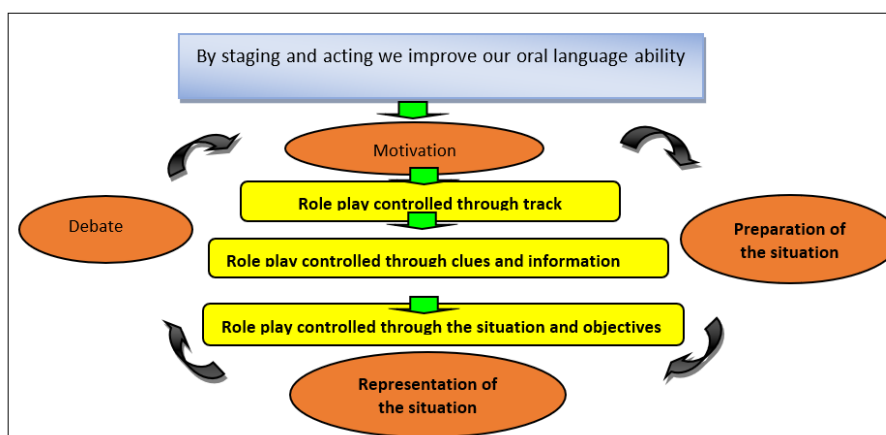 By staging and acting we improve our oral language ability
Motivation
Role play controlled through track
Debate
Preparation of
the situation
Role play controlled through clues and information
Role play controlled through the situation and objectives
Representation of
the situation